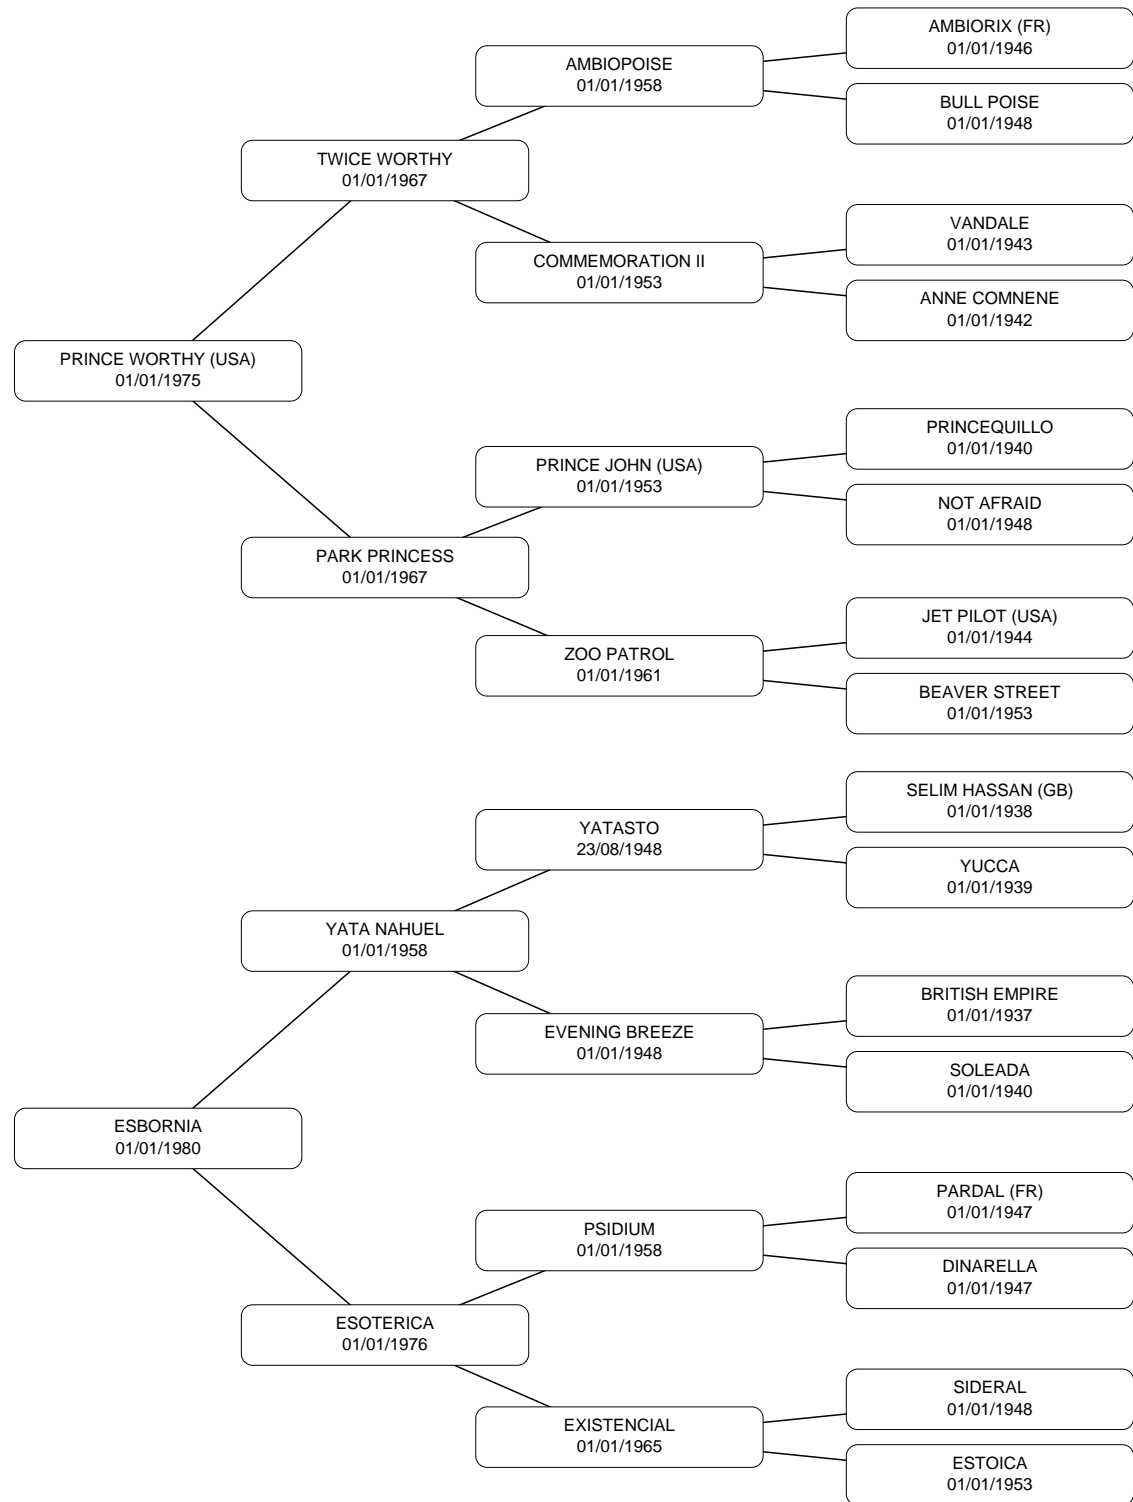 AMBIORIX (FR)
01/01/1946
AMBIOPOISE
01/01/1958
BULL POISE
01/01/1948
TWICE WORTHY
01/01/1967
VANDALE
01/01/1943
COMMEMORATION II
01/01/1953
ANNE COMNENE
01/01/1942
PRINCE WORTHY (USA)
01/01/1975
PRINCEQUILLO
01/01/1940
PRINCE JOHN (USA)
01/01/1953
NOT AFRAID
01/01/1948
PARK PRINCESS
01/01/1967
JET PILOT (USA)
01/01/1944
ZOO PATROL
01/01/1961
BEAVER STREET
01/01/1953
SELIM HASSAN (GB)
01/01/1938
YATASTO
23/08/1948
YUCCA
01/01/1939
YATA NAHUEL
01/01/1958
BRITISH EMPIRE
01/01/1937
EVENING BREEZE
01/01/1948
SOLEADA
01/01/1940
ESBORNIA
01/01/1980
PARDAL (FR)
01/01/1947
PSIDIUM
01/01/1958
DINARELLA
01/01/1947
ESOTERICA
01/01/1976
SIDERAL
01/01/1948
EXISTENCIAL
01/01/1965
ESTOICA
01/01/1953